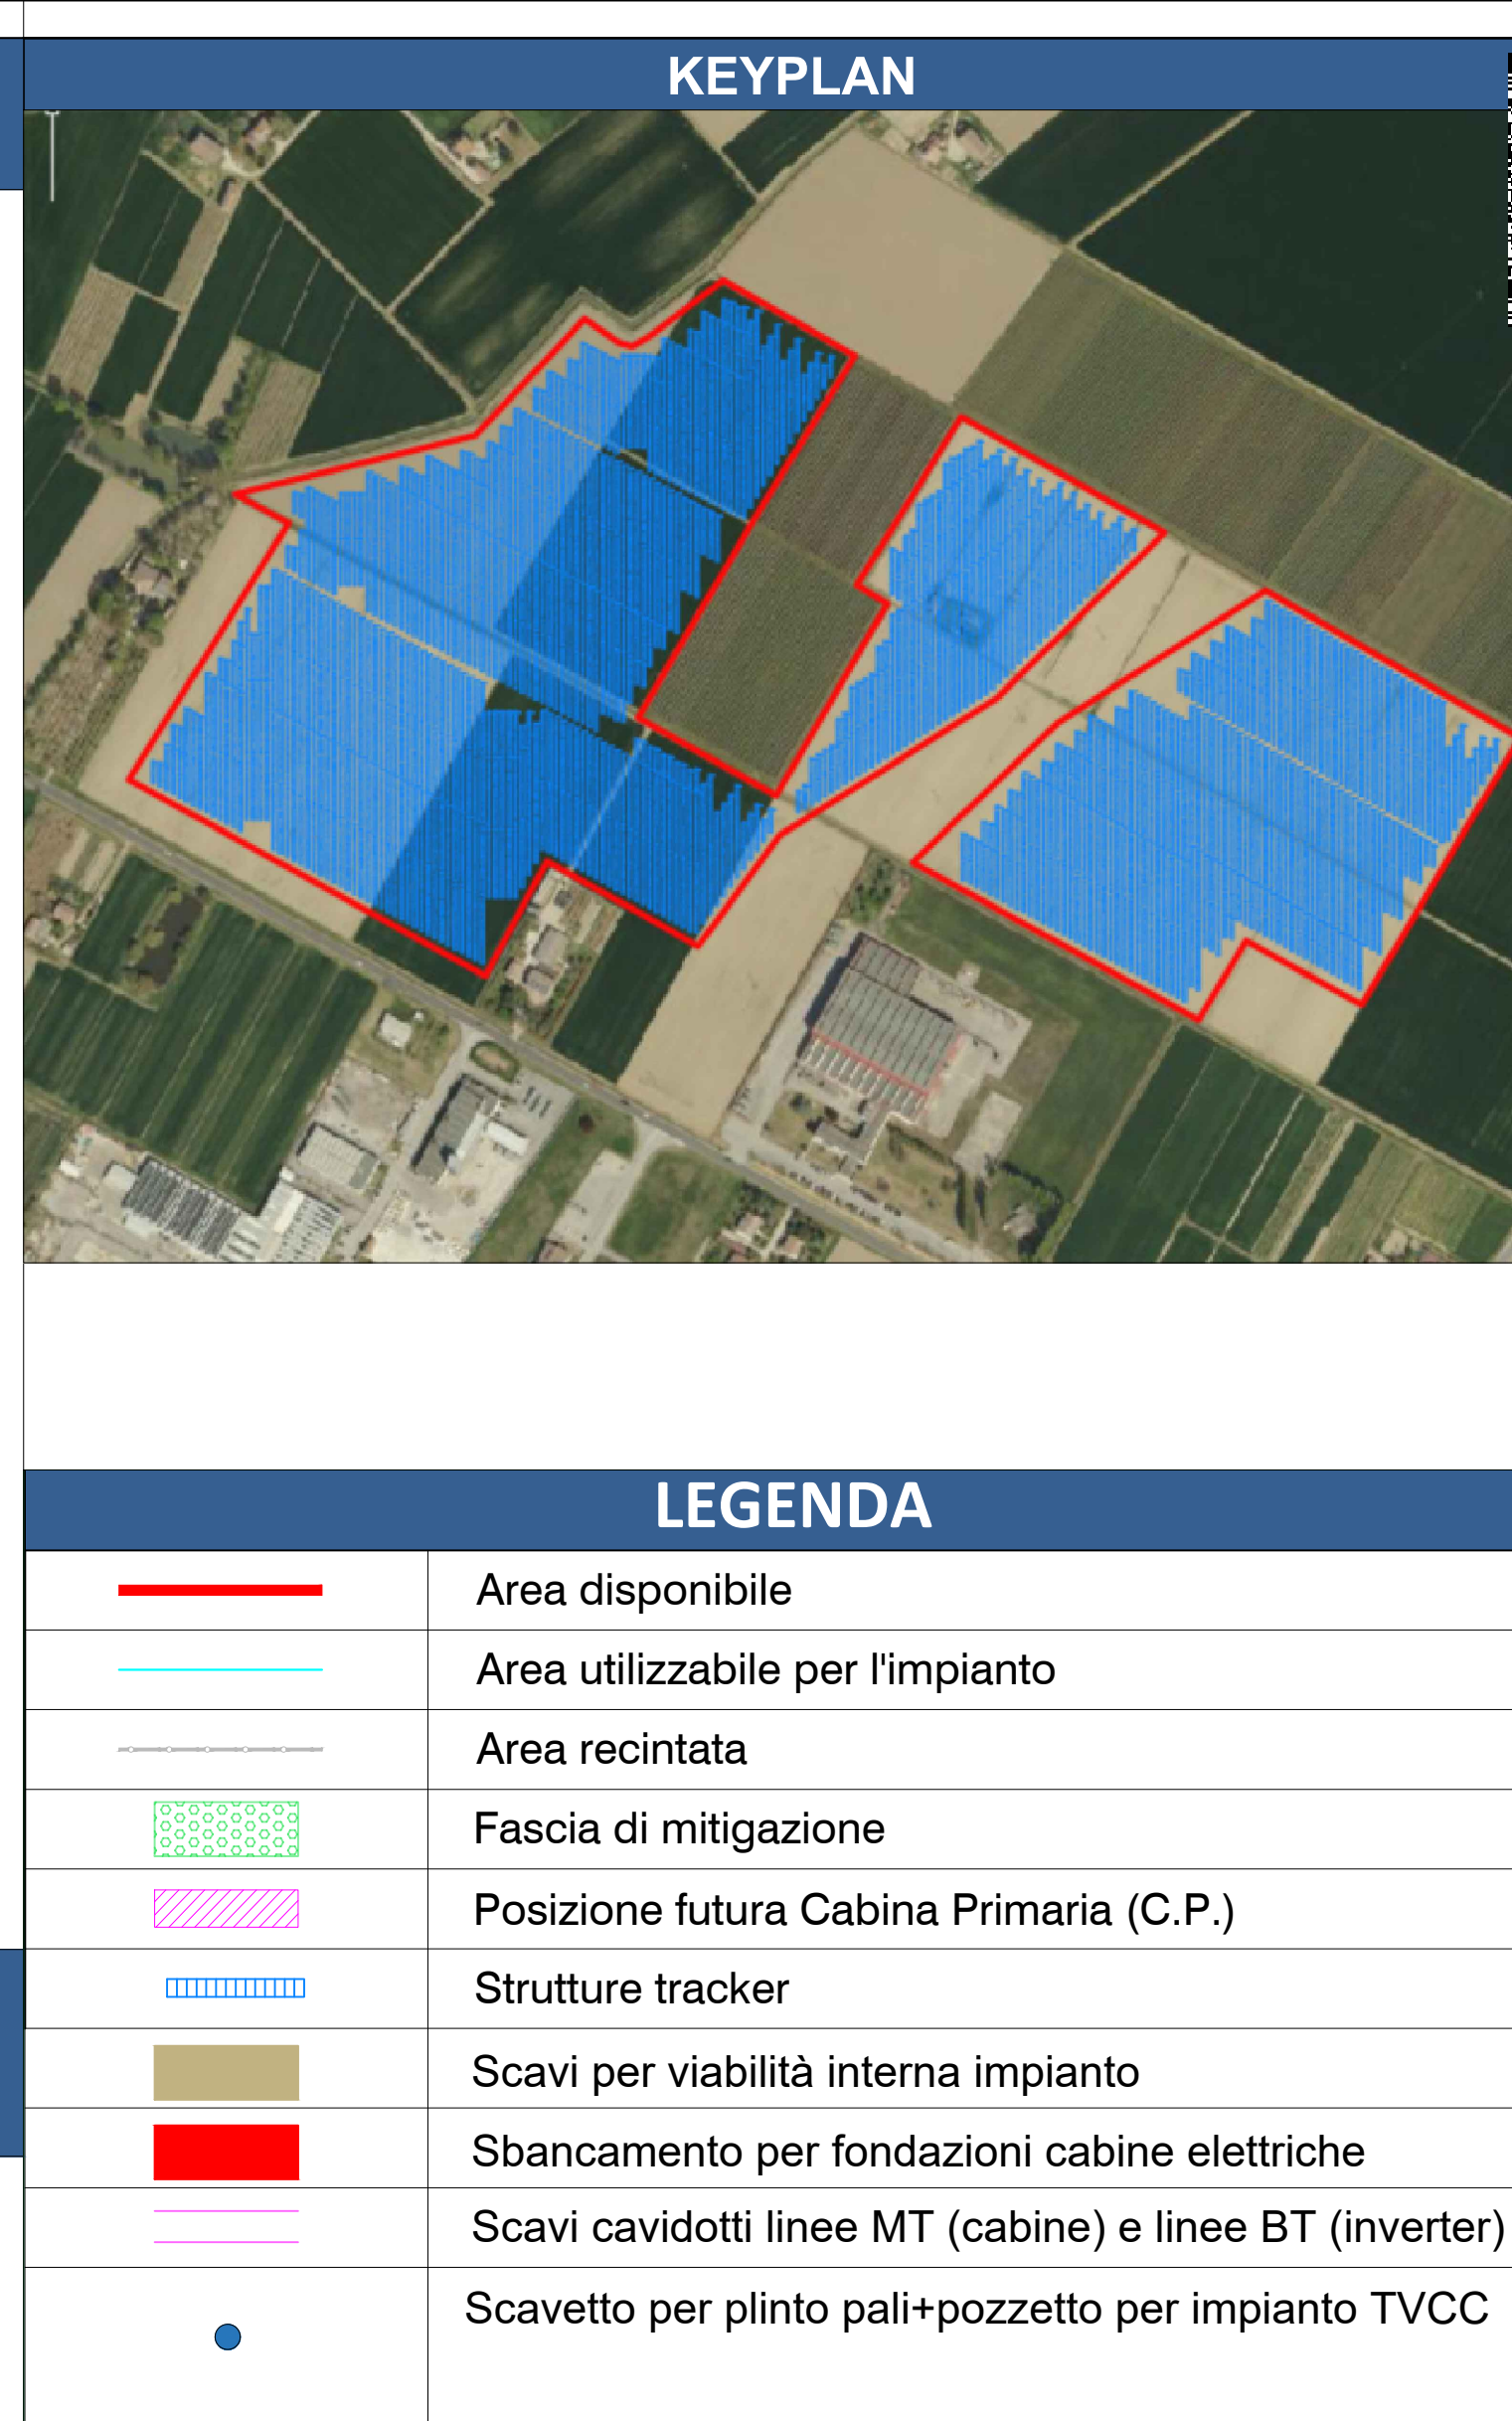 KEYPLAN
LEGENDA
Area disponibile
Area utilizzabile per l'impianto
Area recintata
Fascia di mitigazione
Posizione futura Cabina Primaria (C.P.)
Strutture tracker
Scavi per viabilità interna impianto
Sbancamento per fondazioni cabine elettriche
Scavi cavidotti linee MT (cabine) e linee BT (inverter)
Scavetto per plinto pali+pozzetto per impianto TVCC